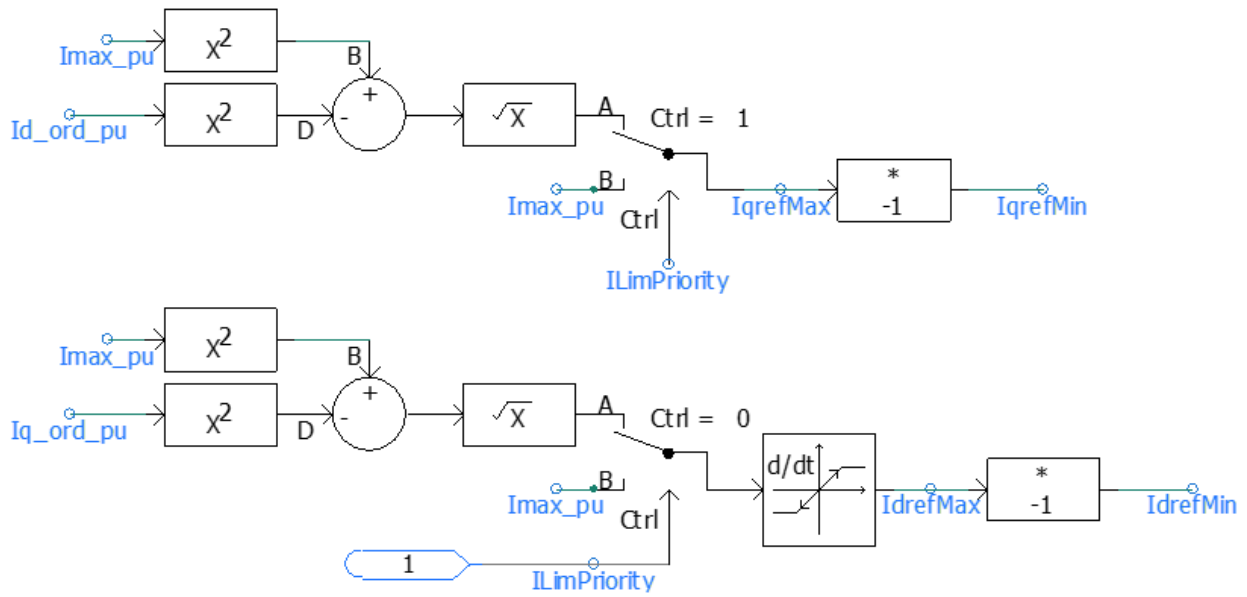 Imax_pu
X²
B
+
Id_ord_pu
X²
D
-
√X
A
Ctrl = 1
B
Imax_pu
Ctrl
ILimPriority
IqrefMax
*
-1
IqrefMin
Imax_pu
X²
B
+
Iq_ord_pu
X²
D
-
√X
A
Ctrl = 0
B
Imax_pu
Ctrl
1
ILimPriority
d/dt
IdrefMax
*
-1
IdrefMin